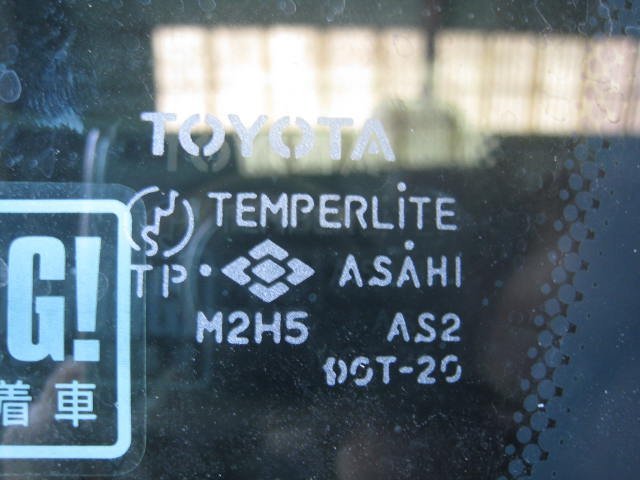 TOYOTA
TEMPERLITE
S
TP • ASAHI
M2H5 AS2
DOT-20
G!
着車